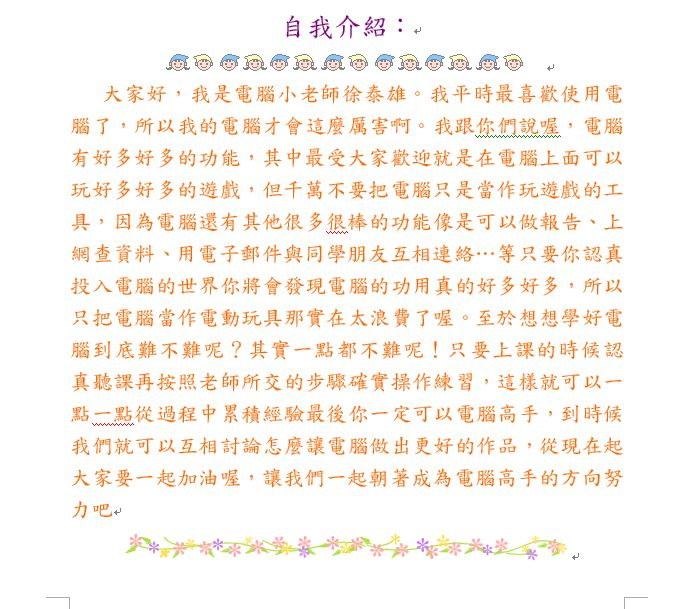 自我介紹：
大家好，我是電腦小老師徐泰雄。我平時最喜歡使用電
腦了，所以我的電腦才會這麼厲害啊。我跟你們說喔，電腦
有好多好多的功能，其中最受大家歡迎就是在電腦上面可以
玩好多好多的遊戲，但千萬不要把電腦只是當作玩遊戲的工
具，因為電腦還有其他很多很棒的功能像是可以做報告、上
網查資料、用電子郵件與同學朋友互相連絡…等只要你認真
投入電腦的世界你將會發現電腦的功用真的好多好多，所以
只把電腦當作電動玩具那實在太浪費了喔。至於想想學好電
腦到底難不難呢？其實一點都不難呢！只要上課的時候認
真聽課再按照老師所交的步驟確實操作練習，這樣就可以一
點一點從過程中累積經驗最後你一定可以電腦高手，到時候
我們就可以互相討論怎麼讓電腦做出更好的作品，從現在起
大家要一起加油喔，讓我們一起朝著成為電腦高手的方向努
力吧